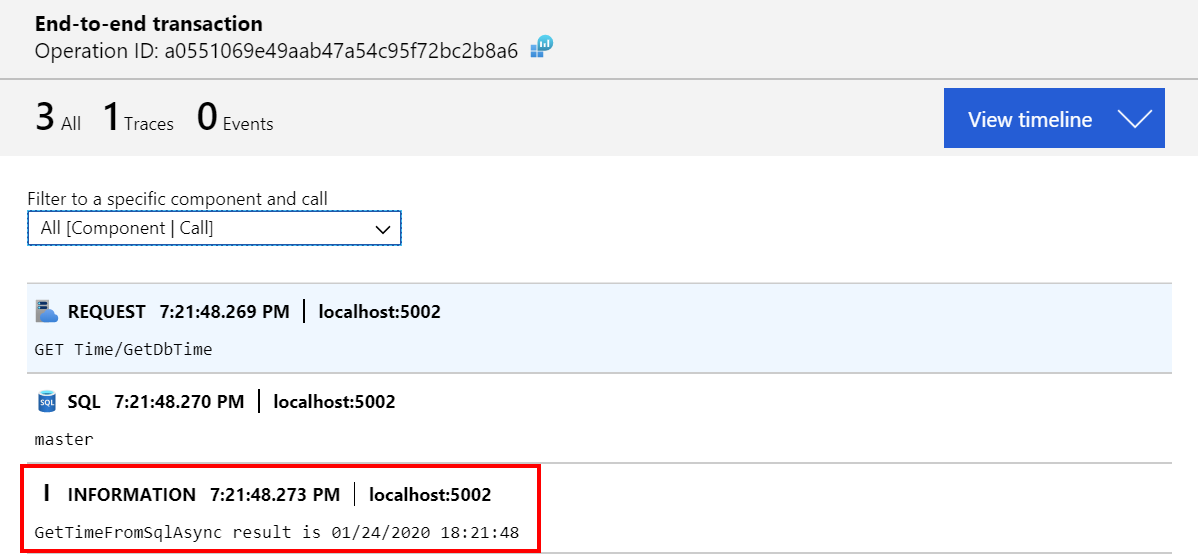 End-to-end transaction
Operation ID: a0551069e49aab47a54c95f72bc2b8a6
3 All 1 Traces 0 Events
View timeline
Filter to a specific component and call
All [Component | Call]
REQUEST 7:21:48.269 PM | localhost:5002
GET Time/GetDbTime
SQL SQL 7:21:48.270 PM | localhost:5002
master
I INFORMATION 7:21:48.273 PM | localhost:5002
GetTimeFromSqlAsync result is 01/24/2020 18:21:48